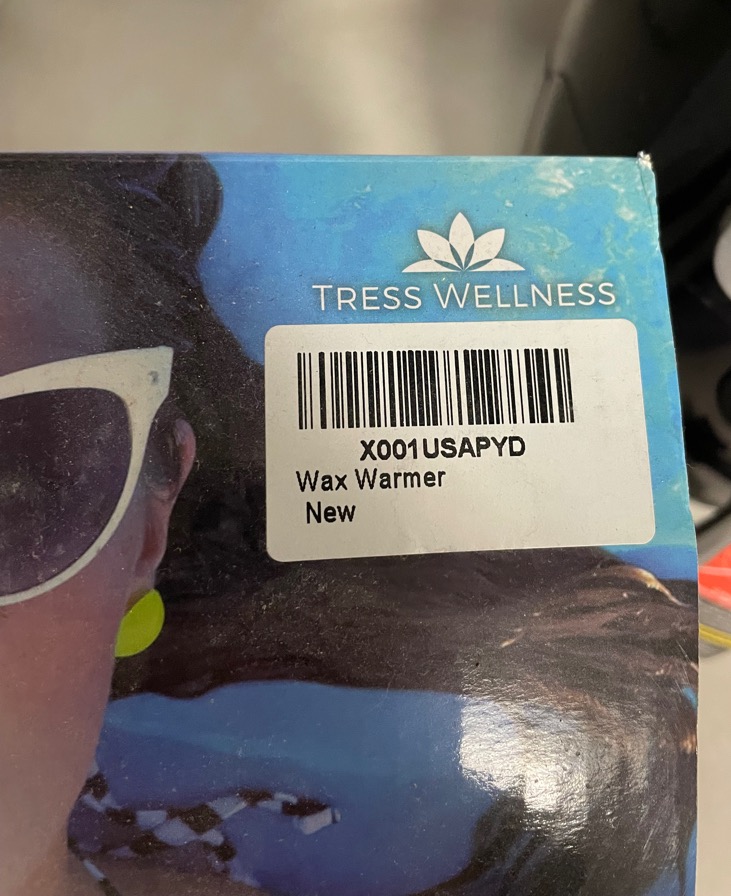 TRESS WELLNESS
X001USAPYD
Wax Warmer
New